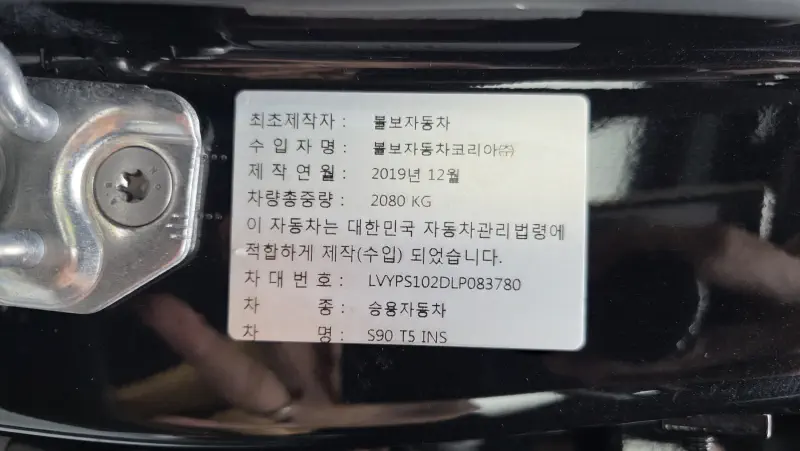 최초제작자 : 볼보자동차
수 입 자 명 : 볼보자동차코리아㈜
제 작 연 월 : 2019년 12월
차량총중량 : 2080 KG
이 자동차는 대한민국 자동차관리법령에
적합하게 제작(수입) 되었습니다.
차 대 번 호 : LVYPS102DLP083780
차 종 : 승용자동차
차 명 : S90 T5 INS